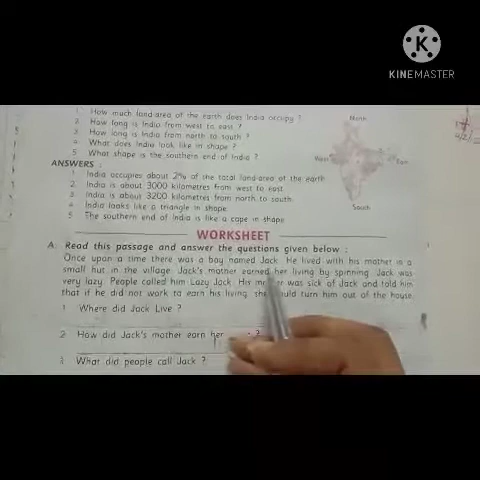 KINEMASTER
1 How much land-area of the earth does India occupy ?
2 How long is India from west to east ?
3 How long is India from north to south ?
4 What does India look like in shape ?
5 What shape is the southern end of India ?
North
West
East
South
ANSWERS :
1 India occupies about 2% of the total land-area of the earth
2 India is about 3000 kilometres from west to east
3 India is about 3200 kilometres from north to south
4 India looks like a triangle in shape
5 The southern end of India is like a cape in shape
WORKSHEET
A: Read this passage and answer the questions given below :
Once upon a time there was a boy named Jack. He lived with his mother in a
small hut in the village. Jack's mother earned her living by spinning. Jack was
very lazy. People called him Lazy Jack. His mother was sick of Jack and told him
that if he did not work to earn his living, she would turn him out of the house
1 Where did Jack Live ?
2 How did Jack's mother earn her ?
3 What did people call Jack ?